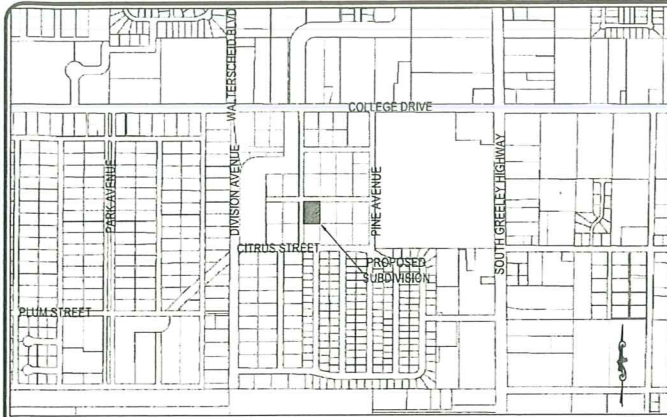 WALTERSCHEID BLVD
COLLEGE DRIVE
PARK AVENUE
DIVISION AVENUE
PINE AVENUE
SOUTH GREELEY HIGHWAY
CITRUS STREET
PROPOSED
SUBDIVISION
PLUM STREET